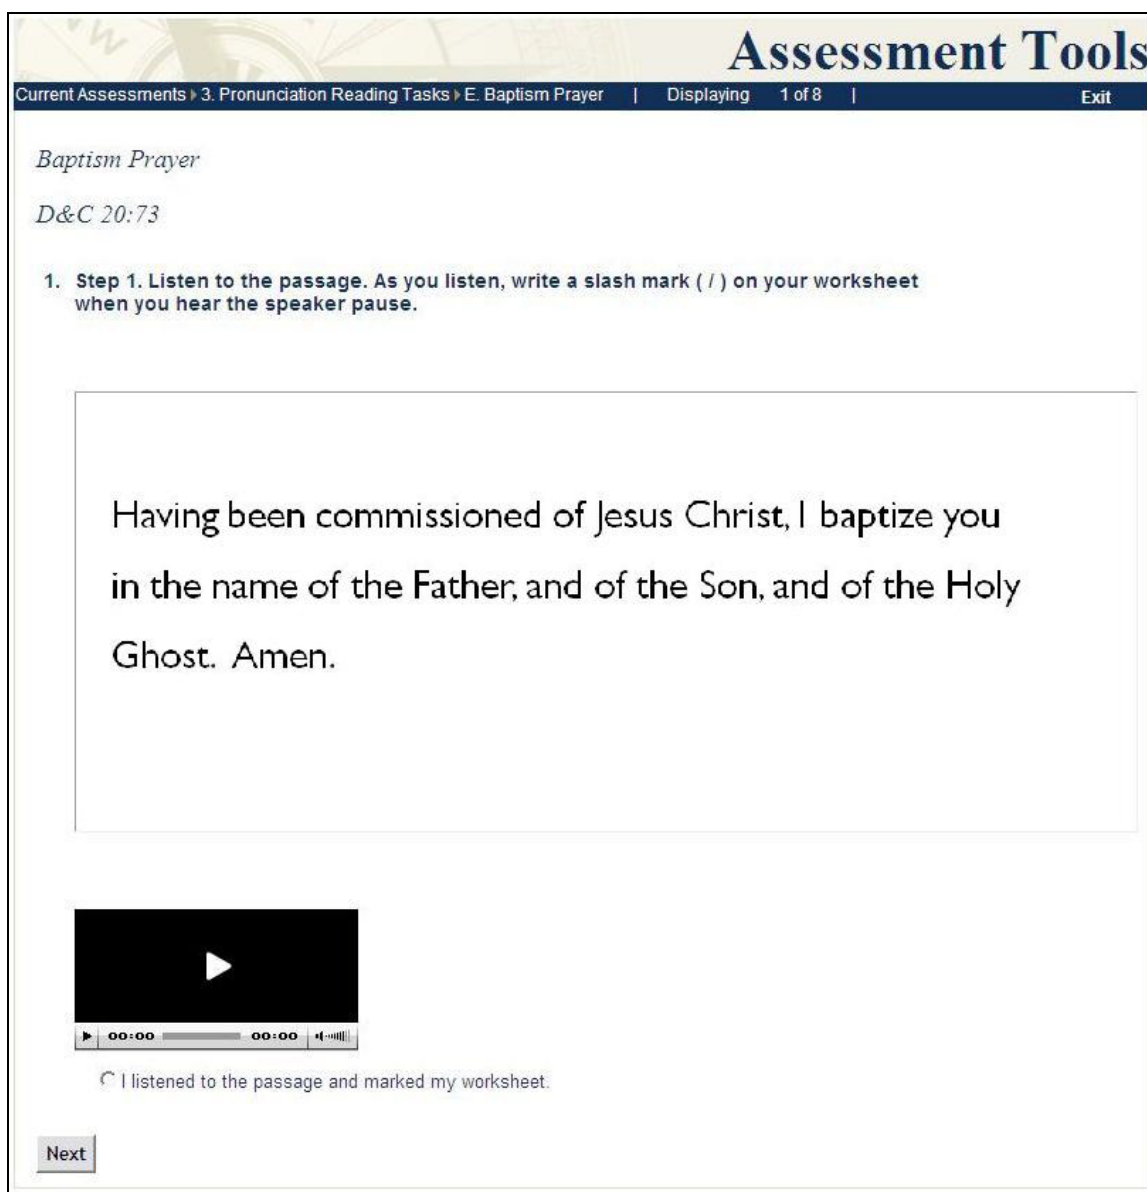 Assessment Tools
Current Assessments 3. Pronunciation Reading Tasks E. Baptism Prayer | Displaying 1 of 8 | Exit
Baptism Prayer
D&C 20:73
1. Step 1. Listen to the passage. As you listen, write a slash mark ( / ) on your worksheet
when you hear the speaker pause.
Having been commissioned of Jesus Christ, I baptize you
in the name of the Father, and of the Son, and of the Holy
Ghost. Amen.
00:00 00:00
I listened to the passage and marked my worksheet.
Next